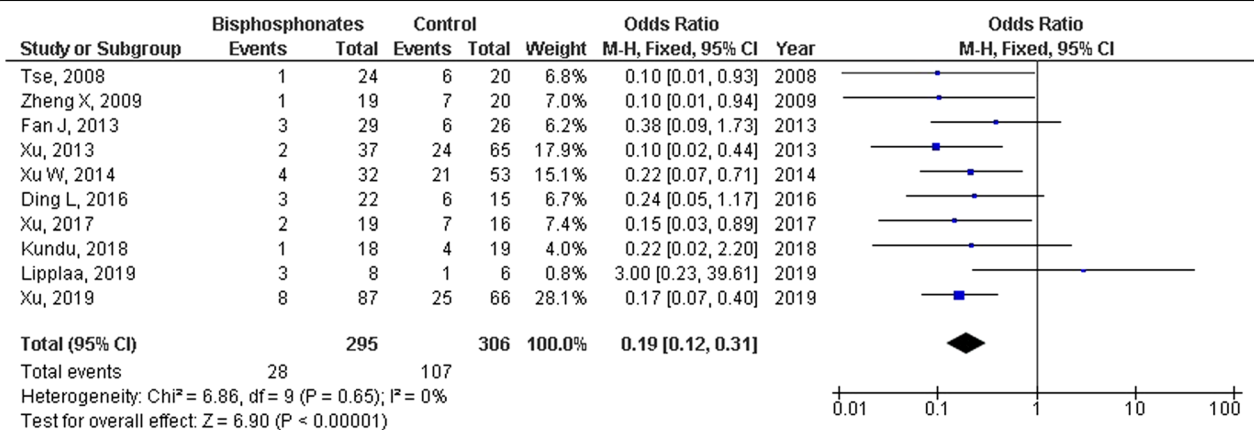 Bisphosphonates Control Odds Ratio Odds Ratio
Study or Subgroup Events Total Events Total Weight M-H, Fixed, 95% CI Year M-H, Fixed, 95% CI
Tse, 2008 1 24 6 20 6.8% 0.10 [0.01, 0.93] 2008
Zheng X, 2009 1 19 7 20 7.0% 0.10 [0.01, 0.94] 2009
Fan J, 2013 3 29 6 26 6.2% 0.38 [0.09, 1.73] 2013
Xu, 2013 2 37 24 65 17.9% 0.10 [0.02, 0.44] 2013
Xu W, 2014 4 32 21 53 15.1% 0.22 [0.07, 0.71] 2014
Ding L, 2016 3 22 6 15 6.7% 0.24 [0.05, 1.17] 2016
Xu, 2017 2 19 7 16 7.4% 0.15 [0.03, 0.89] 2017
Kundu, 2018 1 18 4 19 4.0% 0.22 [0.02, 2.20] 2018
Lipplaa, 2019 3 8 1 6 0.8% 3.00 [0.23, 39.61] 2019
Xu, 2019 8 87 25 66 28.1% 0.17 [0.07, 0.40] 2019
Total (95% CI) 295 306 100.0% 0.19 [0.12, 0.31]
Total events 28 107
Heterogeneity: Chi² = 6.86, df = 9 (P = 0.65); I² = 0%
Test for overall effect: Z = 6.90 (P < 0.00001)
0.01 0.1 1 10 100